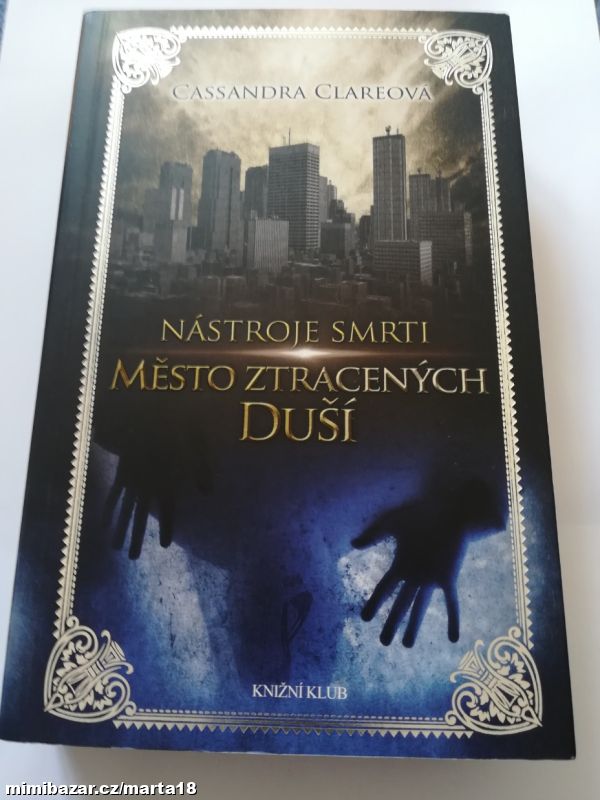 CASSANDRA CLAREOVÁ
NÁSTROJE SMRTI
MĚSTO ZTRACENÝCH
DUŠÍ
KNIŽNÍ KLUB
mimibazar.cz/marta18